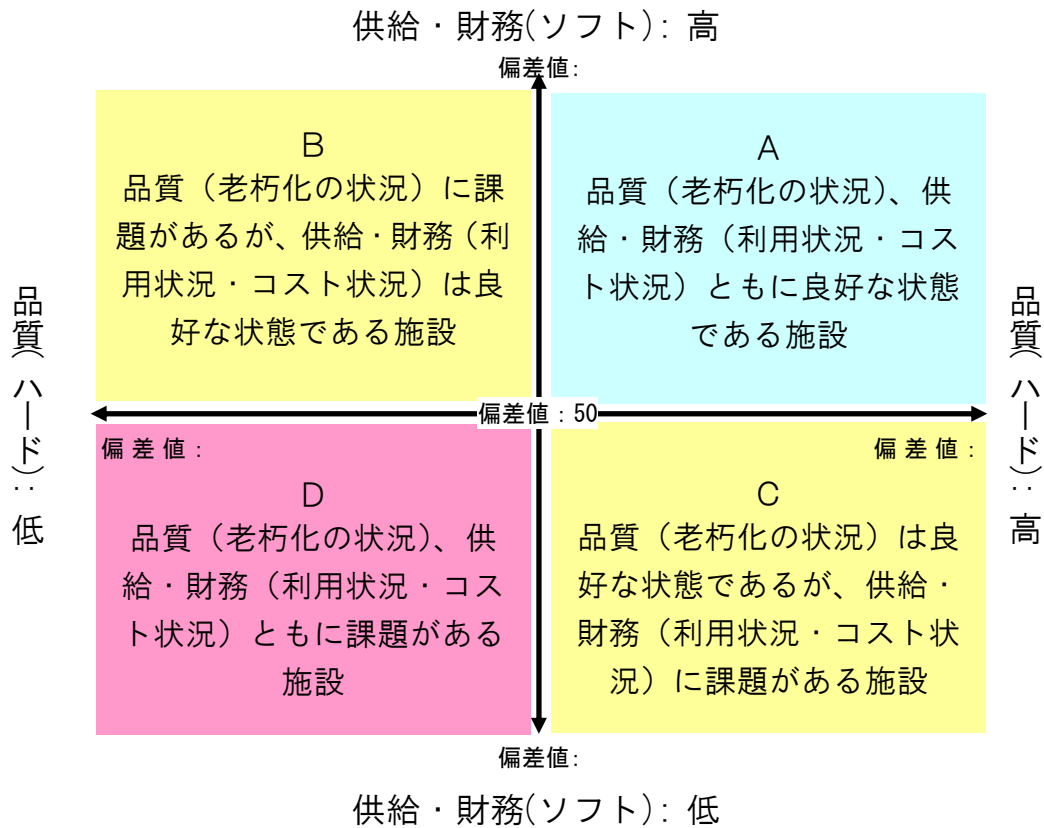 供給・財務(ソフト): 高
偏差値:
B
品質（老朽化の状況）に課
題があるが、供給・財務（利
用状況・コスト状況）は良
好な状態である施設
A
品質（老朽化の状況）、供
給・財務（利用状況・コス
ト状況）ともに良好な状態
である施設
品質(ハード): 低
偏差値：50
品質(ハード): 高
偏差値：
D
品質（老朽化の状況）、供
給・財務（利用状況・コス
ト状況）ともに課題がある
施設
偏差値：
C
品質（老朽化の状況）は良
好な状態であるが、供給・
財務（利用状況・コスト状
況）に課題がある施設
偏差値:
供給・財務(ソフト): 低